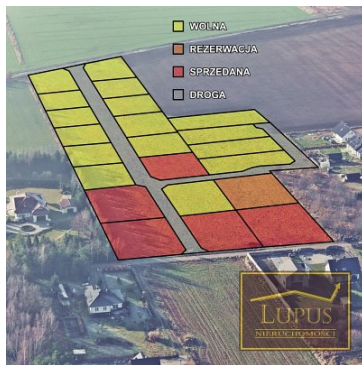 WOLNA
REZERWACJA
SPRZEDANA
DROGA
LUPUS
NIERUCHOMOŚCI